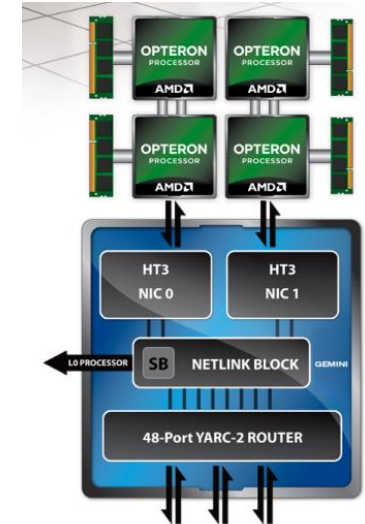 OPTERON
PROCESSOR
AMD
OPTERON
PROCESSOR
AMD
OPTERON
PROCESSOR
AMD
OPTERON
PROCESSOR
AMD
HT3
NIC 0
HT3
NIC 1
L0 PROCESSOR
SB
NETLINK BLOCK
GEMINI
48-Port YARC-2 ROUTER